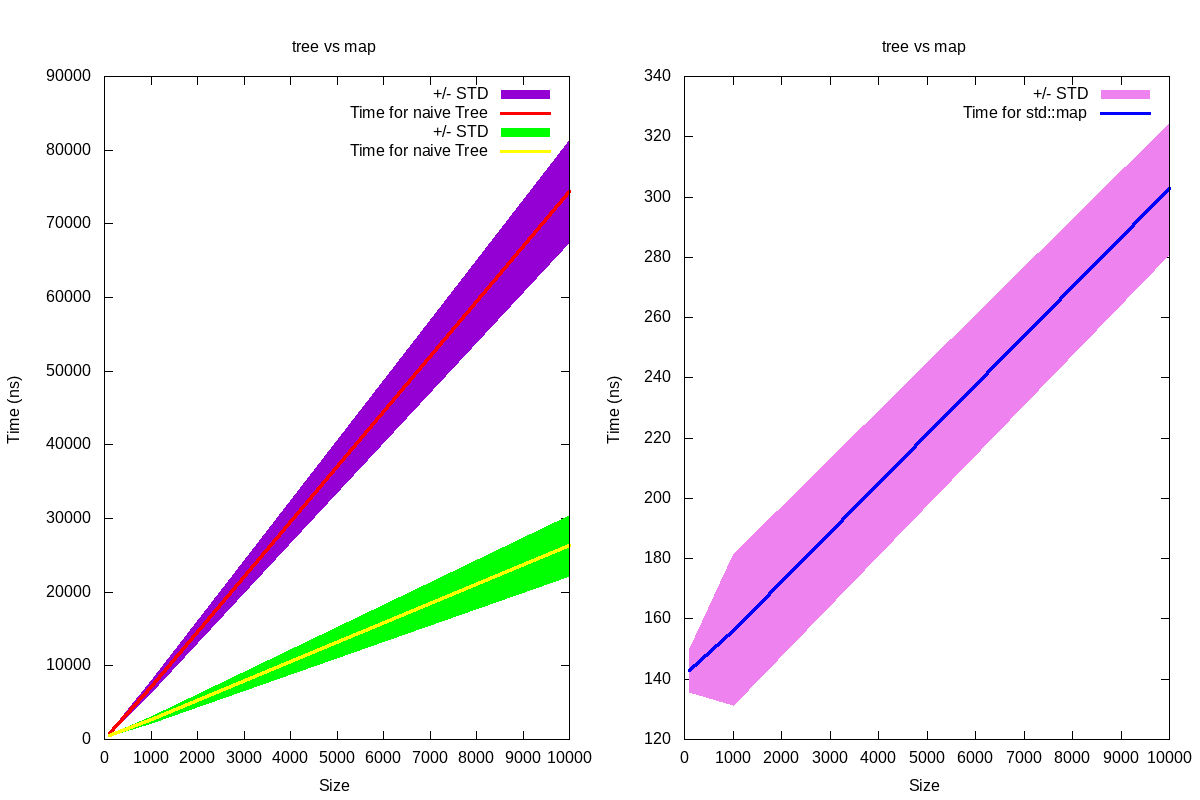 tree vs map
90000
80000
70000
60000
50000
40000
30000
20000
10000
0
Time (ns)
+/- STD
Time for naive Tree
+/- STD
Time for naive Tree
0 1000 2000 3000 4000 5000 6000 7000 8000 9000 10000
Size
tree vs map
340
320
300
280
260
240
220
200
180
160
140
120
Time (ns)
+/- STD
Time for std::map
0 1000 2000 3000 4000 5000 6000 7000 8000 9000 10000
Size